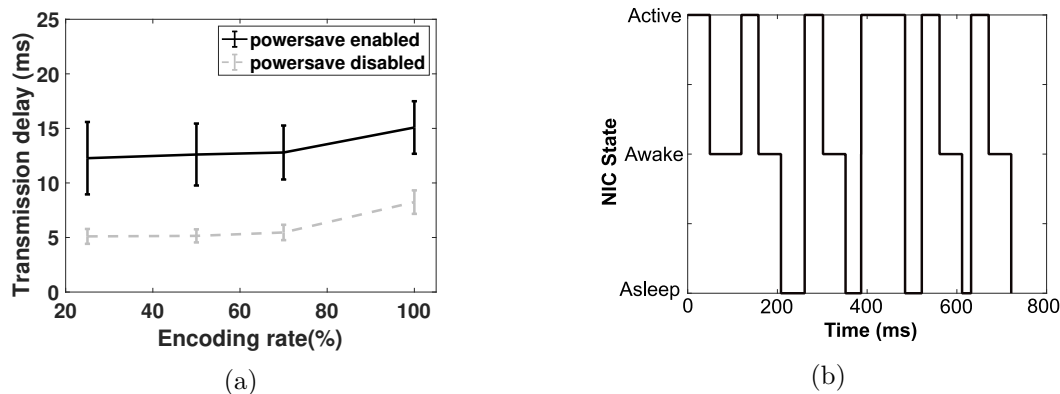 25
20
15
10
5
0
Transmission delay (ms)
powersave enabled
powersave disabled
20 40 60 80 100
Encoding rate(%)
(a)
Active
Awake
Asleep
NIC State
0 200 400 600 800
Time (ms)
(b)